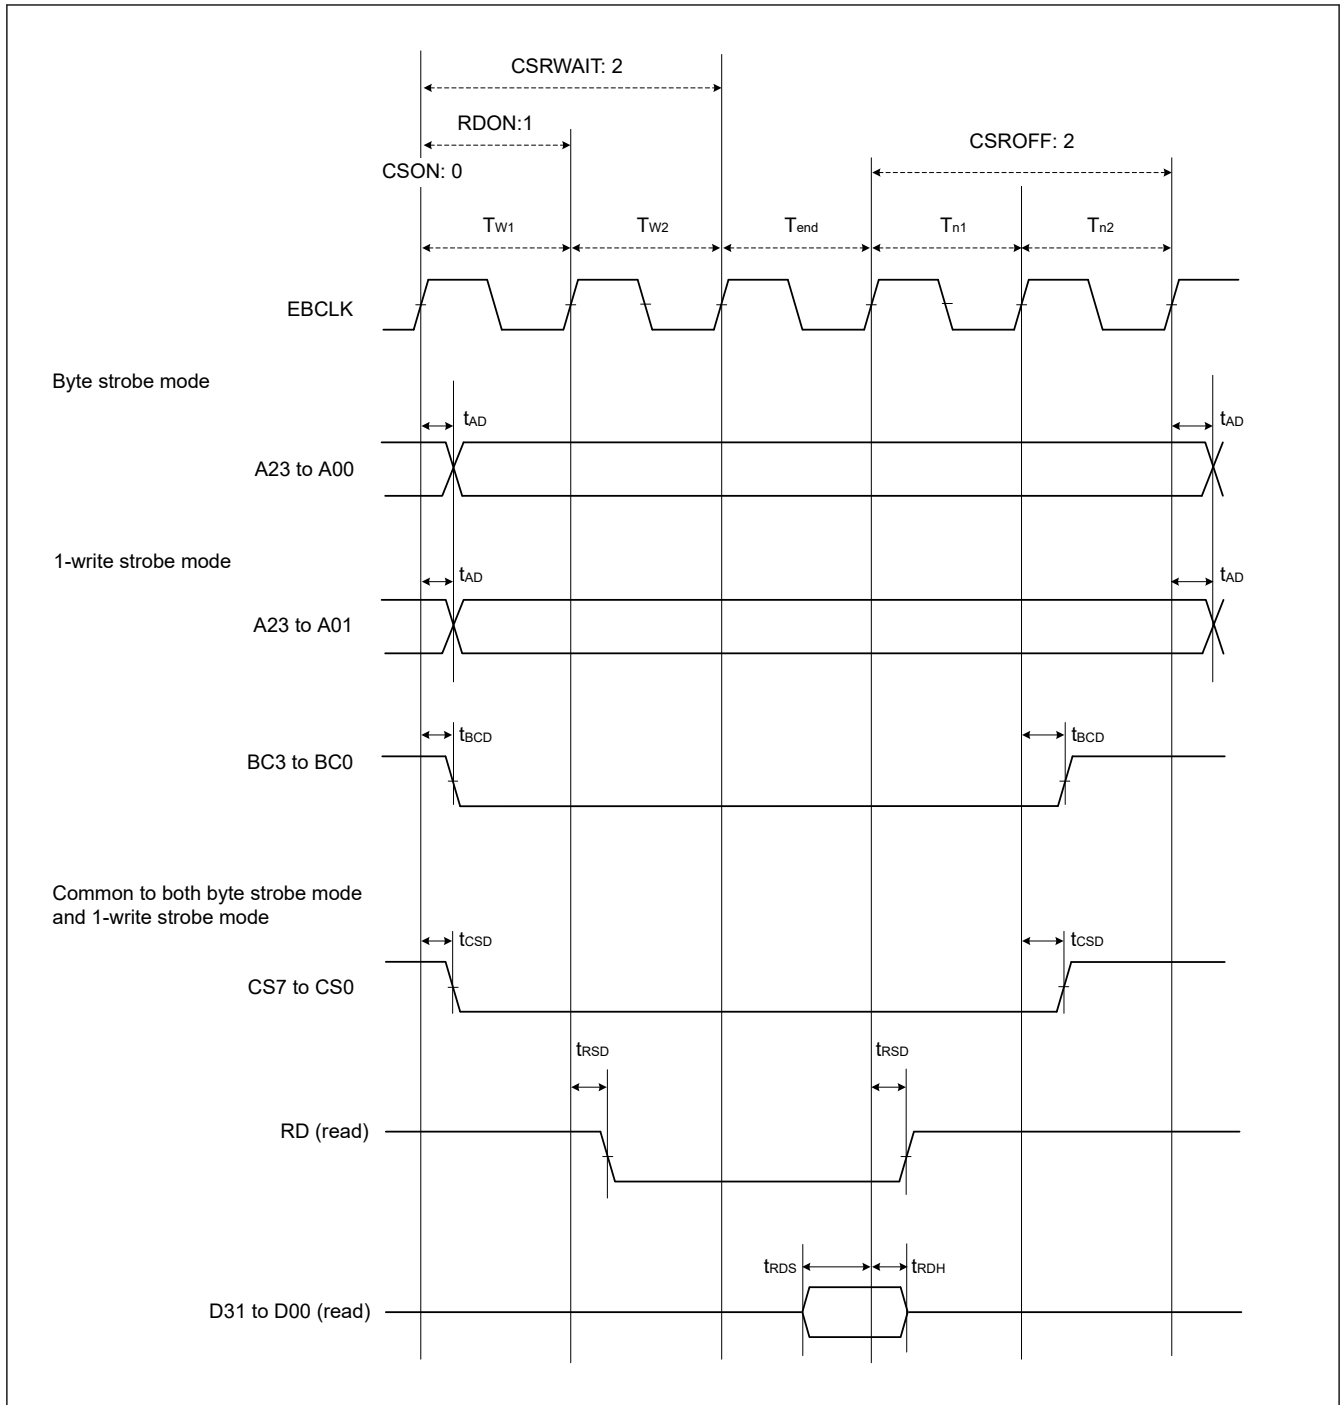 CSRWAIT: 2
RDON:1
CSROFF: 2
CSON: 0
TW1
TW2
Tend
Tn1
Tn2
EBCLK
Byte strobe mode
tAD
tAD
A23 to A00
1-write strobe mode
tAD
tAD
A23 to A01
tBCD
tBCD
BC3 to BC0
Common to both byte strobe mode
and 1-write strobe mode
tCSD
tCSD
CS7 to CS0
tRSD
tRSD
RD (read)
tRDS
tRDH
D31 to D00 (read)